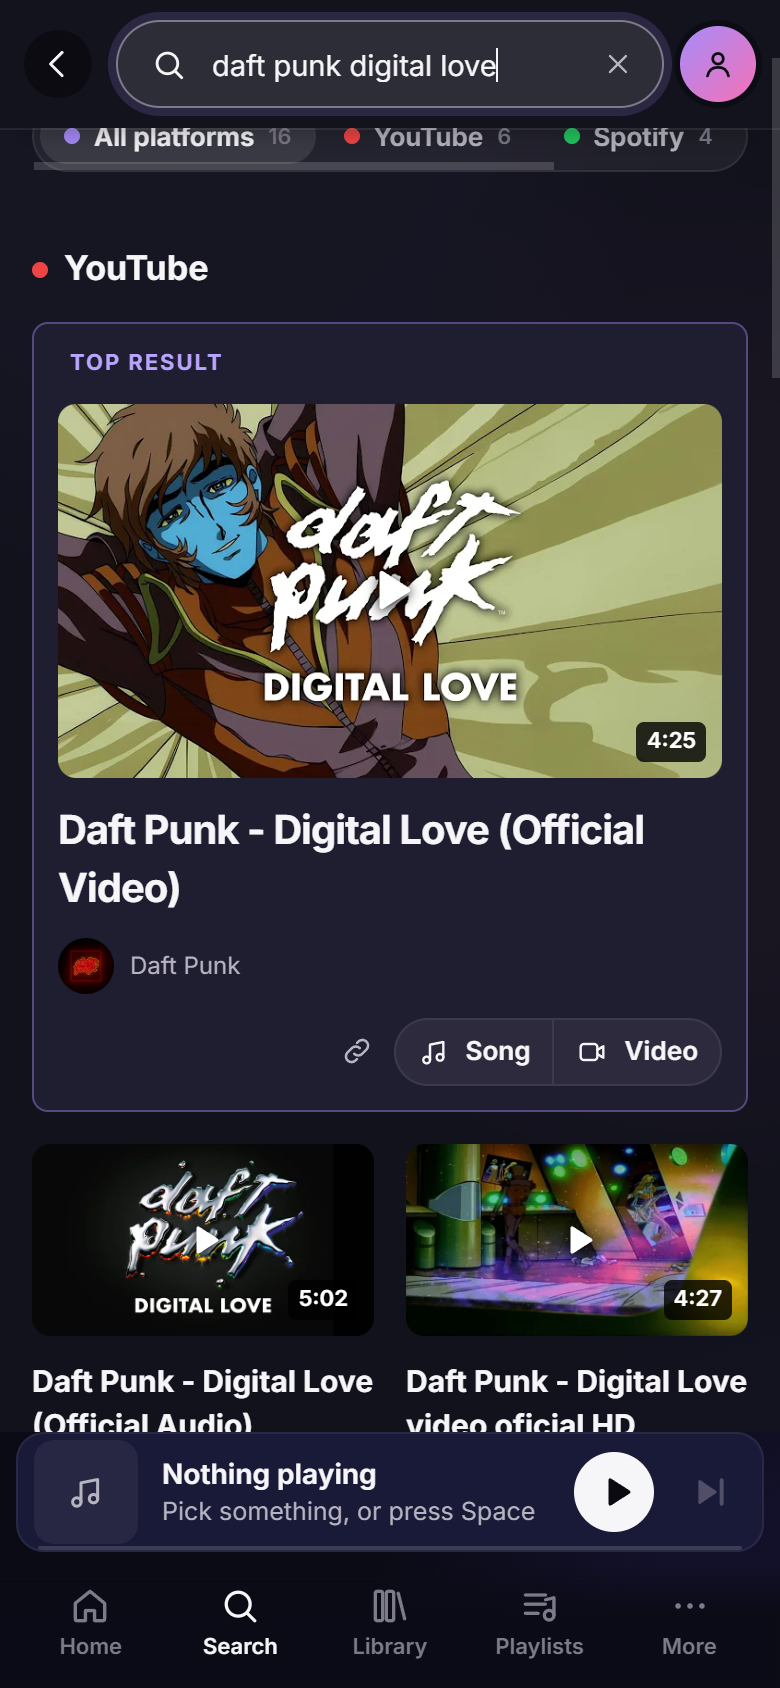 daft punk digital love
All platforms 16
YouTube 6
Spotify 4
YouTube
TOP RESULT
daft
punk
™
DIGITAL LOVE
4:25
Daft Punk - Digital Love (Official
Video)
Daft Punk
Song
Video
daft
punk
DIGITAL LOVE
5:02
4:27
Daft Punk - Digital Love
(Official Audio)
Daft Punk - Digital Love
video oficial HD
Nothing playing
Pick something, or press Space
Home
Search
Library
Playlists
More